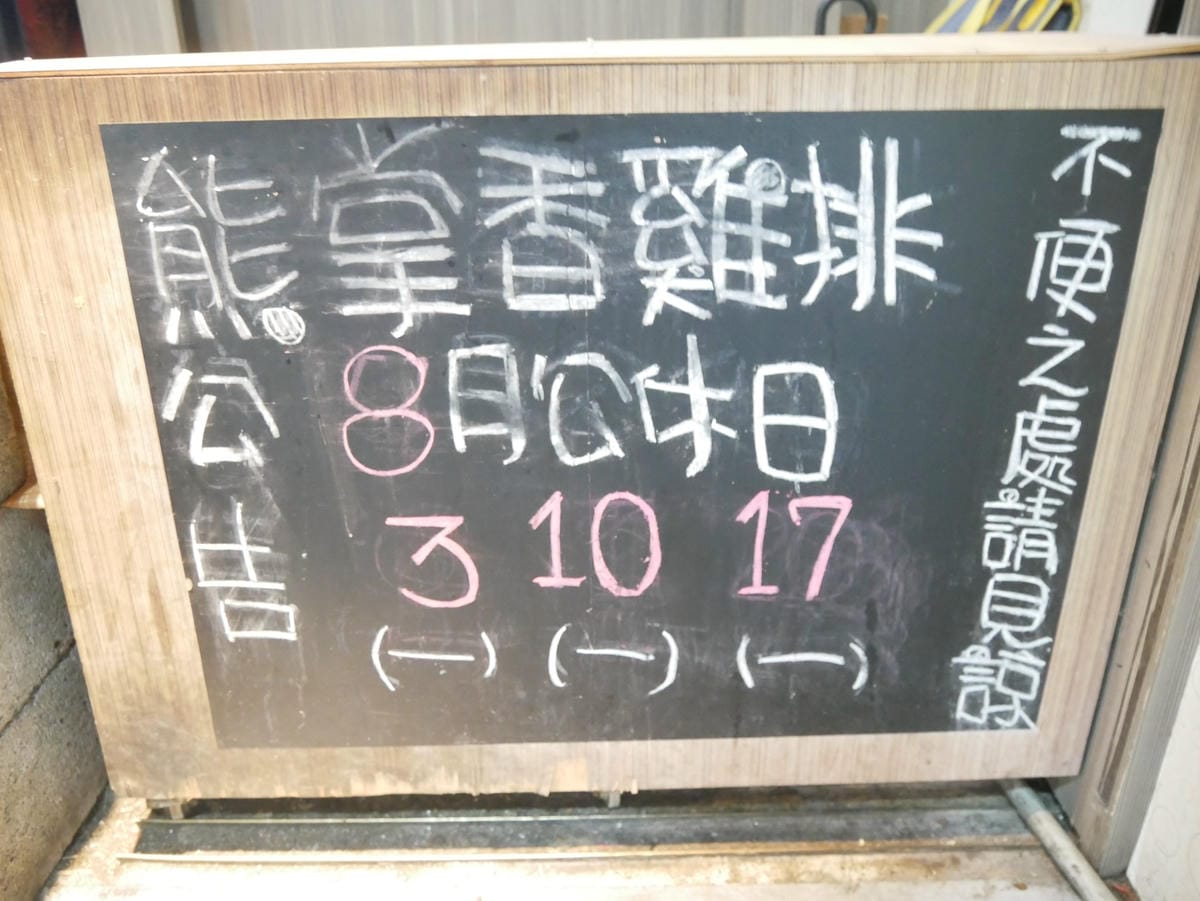 熊掌香雞排
公告
8月公休日
3 10 17
(一) (一) (一)
不便之處請見諒